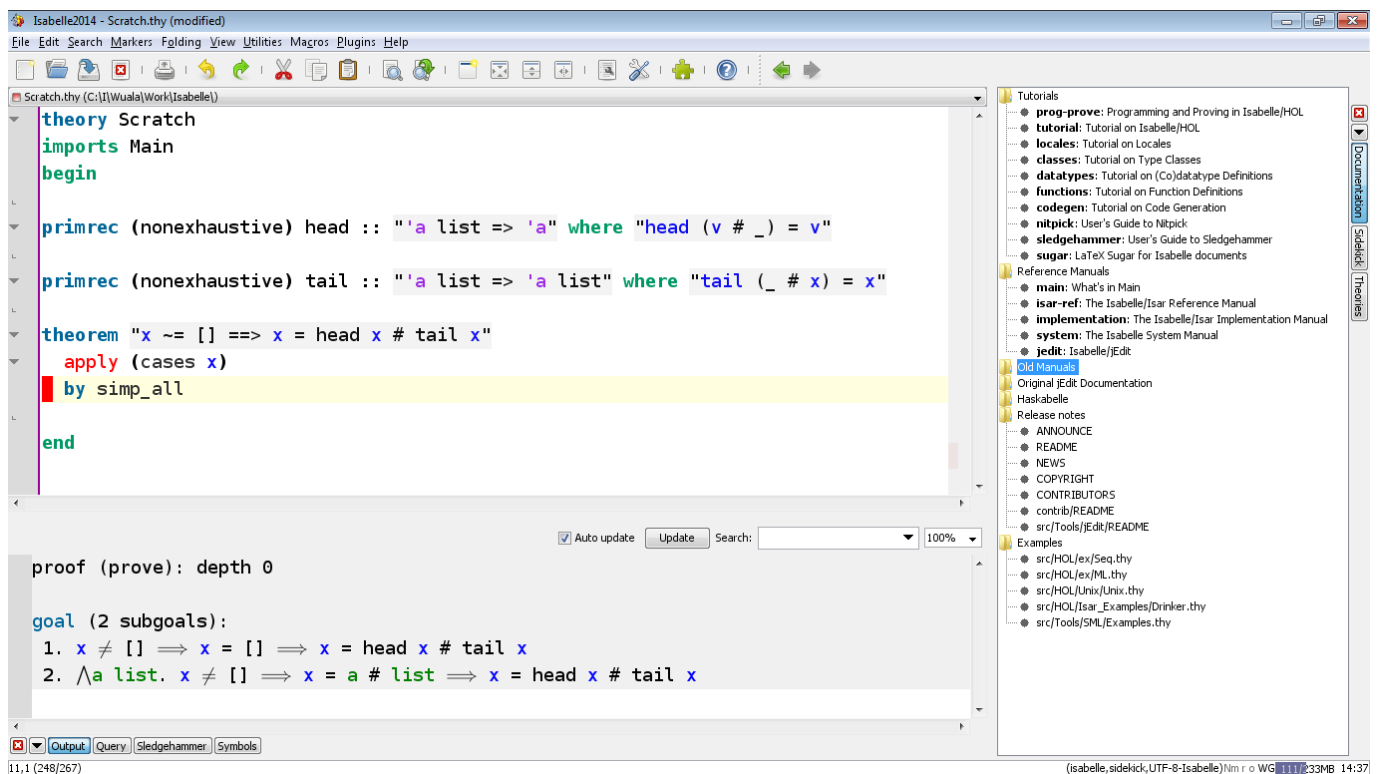 Isabelle2014 - Scratch.thy (modified)
File Edit Search Markers Folding View Utilities Macros Plugins Help
Scratch.thy (C:\I\Wuala\Work\Isabelle\)
theory Scratch
imports Main
begin
primrec (nonexhaustive) head :: "'a list => 'a" where "head (v # _) = v"
primrec (nonexhaustive) tail :: "'a list => 'a list" where "tail (_ # x) = x"
theorem "x ~= [] ==> x = head x # tail x"
apply (cases x)
by simp_all
end
Auto update Update Search: 100%
proof (prove): depth 0
goal (2 subgoals):
1. x ≠ [] ⟹ x = [] ⟹ x = head x # tail x
2. ⋀a list. x ≠ [] ⟹ x = a # list ⟹ x = head x # tail x
Output Query Sledgehammer Symbols
Tutorials
prog-prove: Programming and Proving in Isabelle/HOL
tutorial: Tutorial on Isabelle/HOL
locales: Tutorial on Locales
classes: Tutorial on Type Classes
datatypes: Tutorial on (Co)datatype Definitions
functions: Tutorial on Function Definitions
codegen: Tutorial on Code Generation
nitpick: User's Guide to Nitpick
sledgehammer: User's Guide to Sledgehammer
sugar: LaTeX Sugar for Isabelle documents
Reference Manuals
main: What's in Main
isar-ref: The Isabelle/Isar Reference Manual
implementation: The Isabelle/Isar Implementation Manual
system: The Isabelle System Manual
jedit: Isabelle/jEdit
Old Manuals
Original jEdit Documentation
Haskabelle
Release notes
ANNOUNCE
README
NEWS
COPYRIGHT
CONTRIBUTORS
contrib/README
src/Tools/jEdit/README
Examples
src/HOL/ex/Seq.thy
src/HOL/ex/ML.thy
src/HOL/Unix/Unix.thy
src/HOL/Isar_Examples/Drinker.thy
src/Tools/SML/Examples.thy
Documentation
Sidekick
Theories
11,1 (248/267)
(isabelle,sidekick,UTF-8-Isabelle)Nm r o WG 111/233MB 14:37